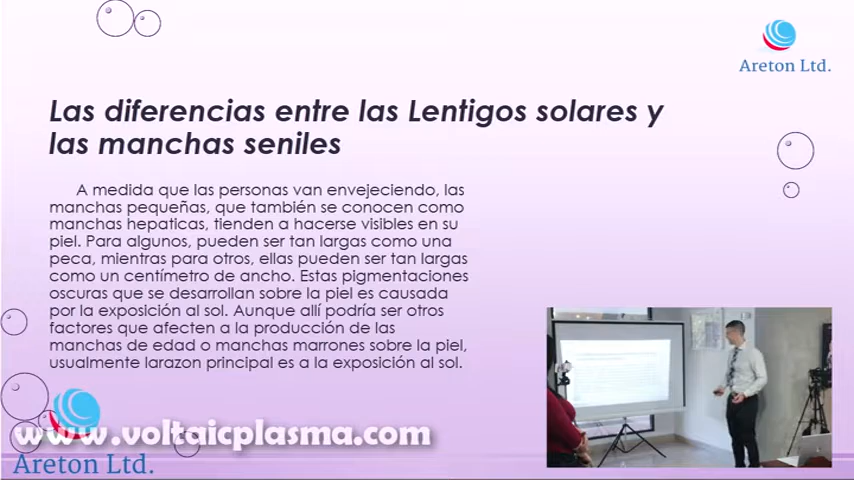 Areton Ltd.
Las diferencias entre las Lentigos solares y
las manchas seniles
A medida que las personas van envejeciendo, las
manchas pequeñas, que también se conocen como
manchas hepaticas, tienden a hacerse visibles en su
piel. Para algunos, pueden ser tan largas como una
peca, mientras para otros, ellas pueden ser tan largas
como un centímetro de ancho. Estas pigmentaciones
oscuras que se desarrollan sobre la piel es causada
por la exposición al sol. Aunque allí podría ser otros
factores que afecten a la producción de las
manchas de edad o manchas marrones sobre la piel,
usualmente larazon principal es a la exposición al sol.
www.voltaicplasma.com
Areton Ltd.